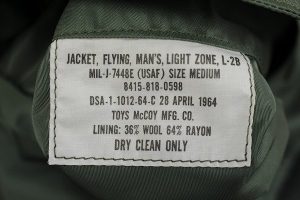 JACKET, FLYING, MAN'S, LIGHT ZONE, L-2B
MIL-J-7448E (USAF) SIZE MEDIUM
8415-818-0598
DSA-1-1012-64-C 28 APRIL 1964
TOYS McCOY MFG. CO.
LINING: 36% WOOL 64% RAYON
DRY CLEAN ONLY